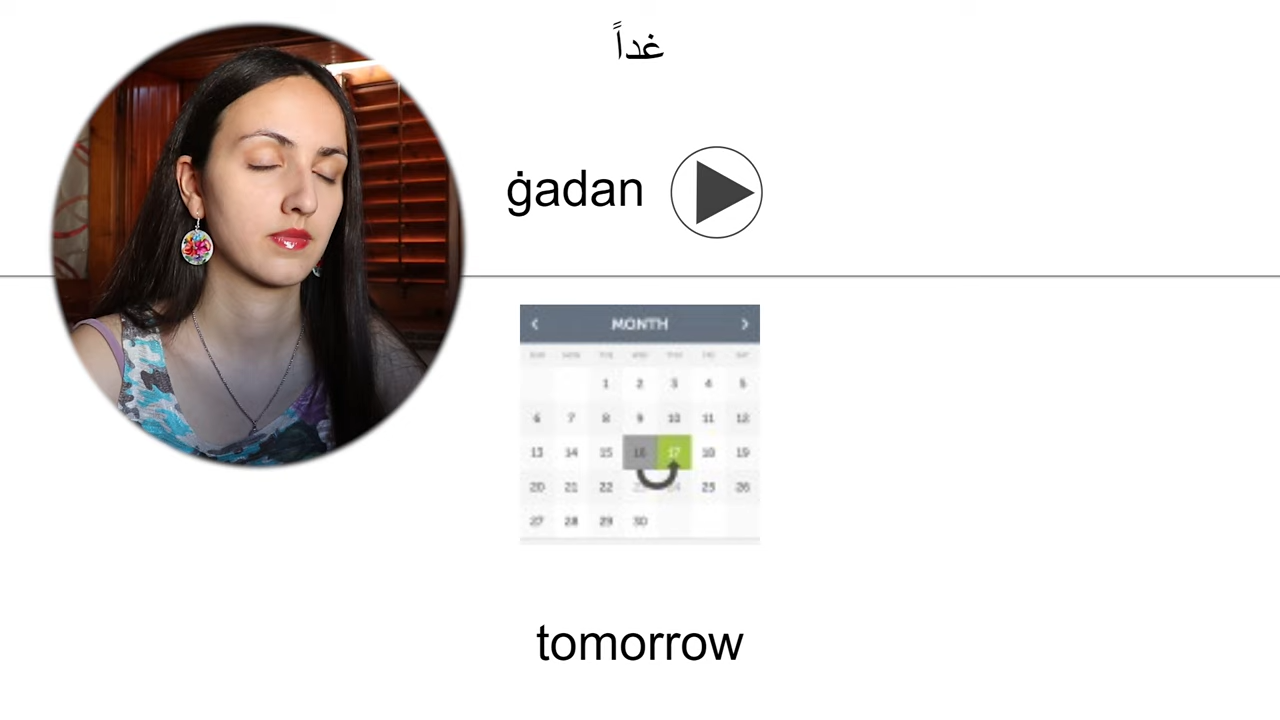 غداً
ġadan
MONTH
1 2 3 4 5
6 7 8 9 10 11 12
13 14 15 16 17 18 19
20 21 22 25 26
27 28 29 30
tomorrow